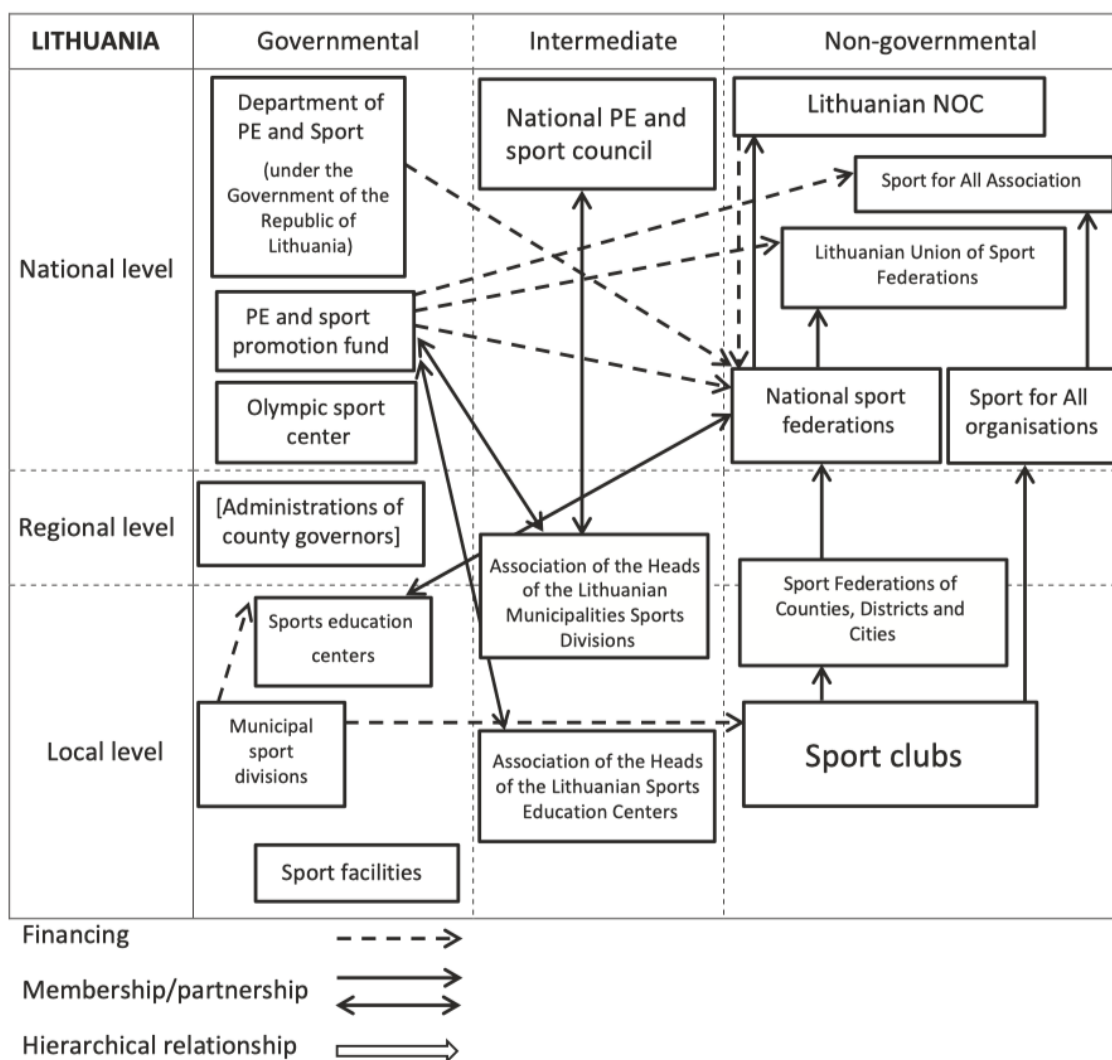 LITHUANIA
Governmental
Intermediate
Non-governmental
National level
Department of
PE and Sport
(under the
Government of the
Republic of
Lithuania)
PE and sport
promotion fund
Olympic sport
center
National PE and
sport council
Lithuanian NOC
Sport for All Association
Lithuanian Union of Sport
Federations
National sport
federations
Sport for All
organisations
Regional level
[Administrations of
county governors]
Association of the Heads
of the Lithuanian
Municipalities Sports
Divisions
Sport Federations of
Counties, Districts and
Cities
Local level
Sports education
centers
Municipal
sport
divisions
Sport facilities
Association of the Heads
of the Lithuanian Sports
Education Centers
Sport clubs
Financing
Membership/partnership
Hierarchical relationship